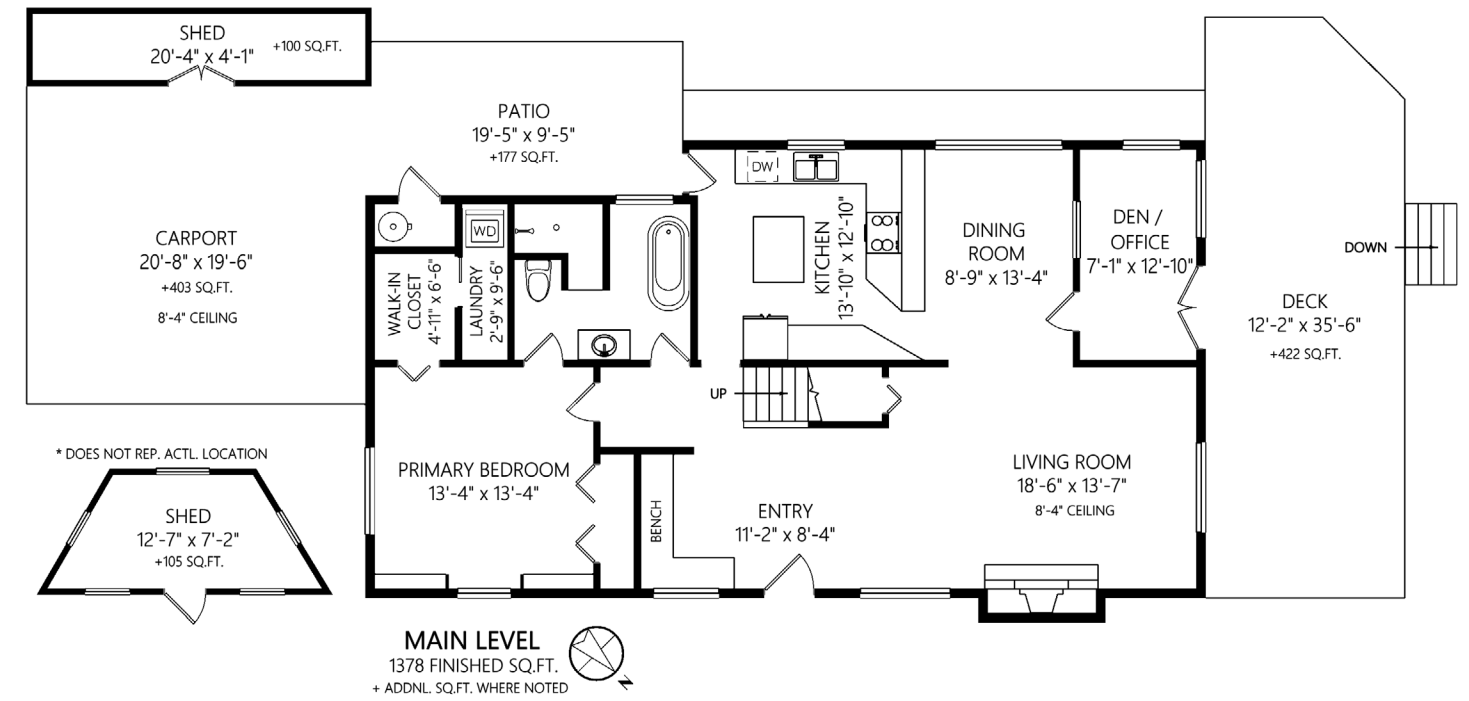 SHED
20'-4" x 4'-1"
+100 SQ.FT.
PATIO
19'-5" x 9'-5"
+177 SQ.FT.
CARPORT
20'-8" x 19'-6"
+403 SQ.FT.
8'-4" CEILING
WD
WALK-IN
CLOSET
4'-11" x 6'-6"
LAUNDRY
2'-9" x 9'-6"
DW
KITCHEN
13'-10" x 12'-10"
DINING
ROOM
8'-9" x 13'-4"
DEN /
OFFICE
7'-1" x 12'-10"
DECK
12'-2" x 35'-6"
+422 SQ.FT.
DOWN
UP
* DOES NOT REP. ACTL. LOCATION
SHED
12'-7" x 7'-2"
+105 SQ.FT.
PRIMARY BEDROOM
13'-4" x 13'-4"
BENCH
ENTRY
11'-2" x 8'-4"
LIVING ROOM
18'-6" x 13'-7"
8'-4" CEILING
MAIN LEVEL
1378 FINISHED SQ.FT.
+ ADDNL. SQ.FT. WHERE NOTED
N